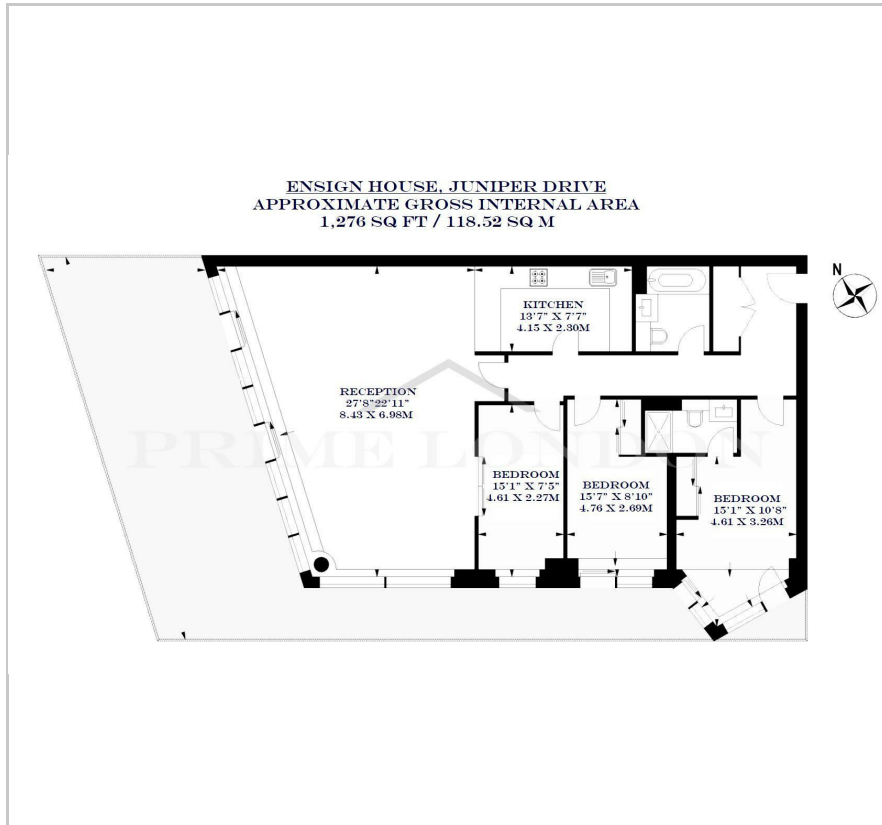 ENSIGN HOUSE, JUNIPER DRIVE
APPROXIMATE GROSS INTERNAL AREA
1,276 SQ FT / 118.52 SQ M
N
KITCHEN
13'7" X 7'7"
4.15 X 2.30M
RECEPTION
27'8"22'11"
8.43 X 6.98M
PRIME LONDON
BEDROOM
15'1" X 7'5"
4.61 X 2.27M
BEDROOM
15'7" X 8'10"
4.76 X 2.69M
BEDROOM
15'1" X 10'8"
4.61 X 3.26M